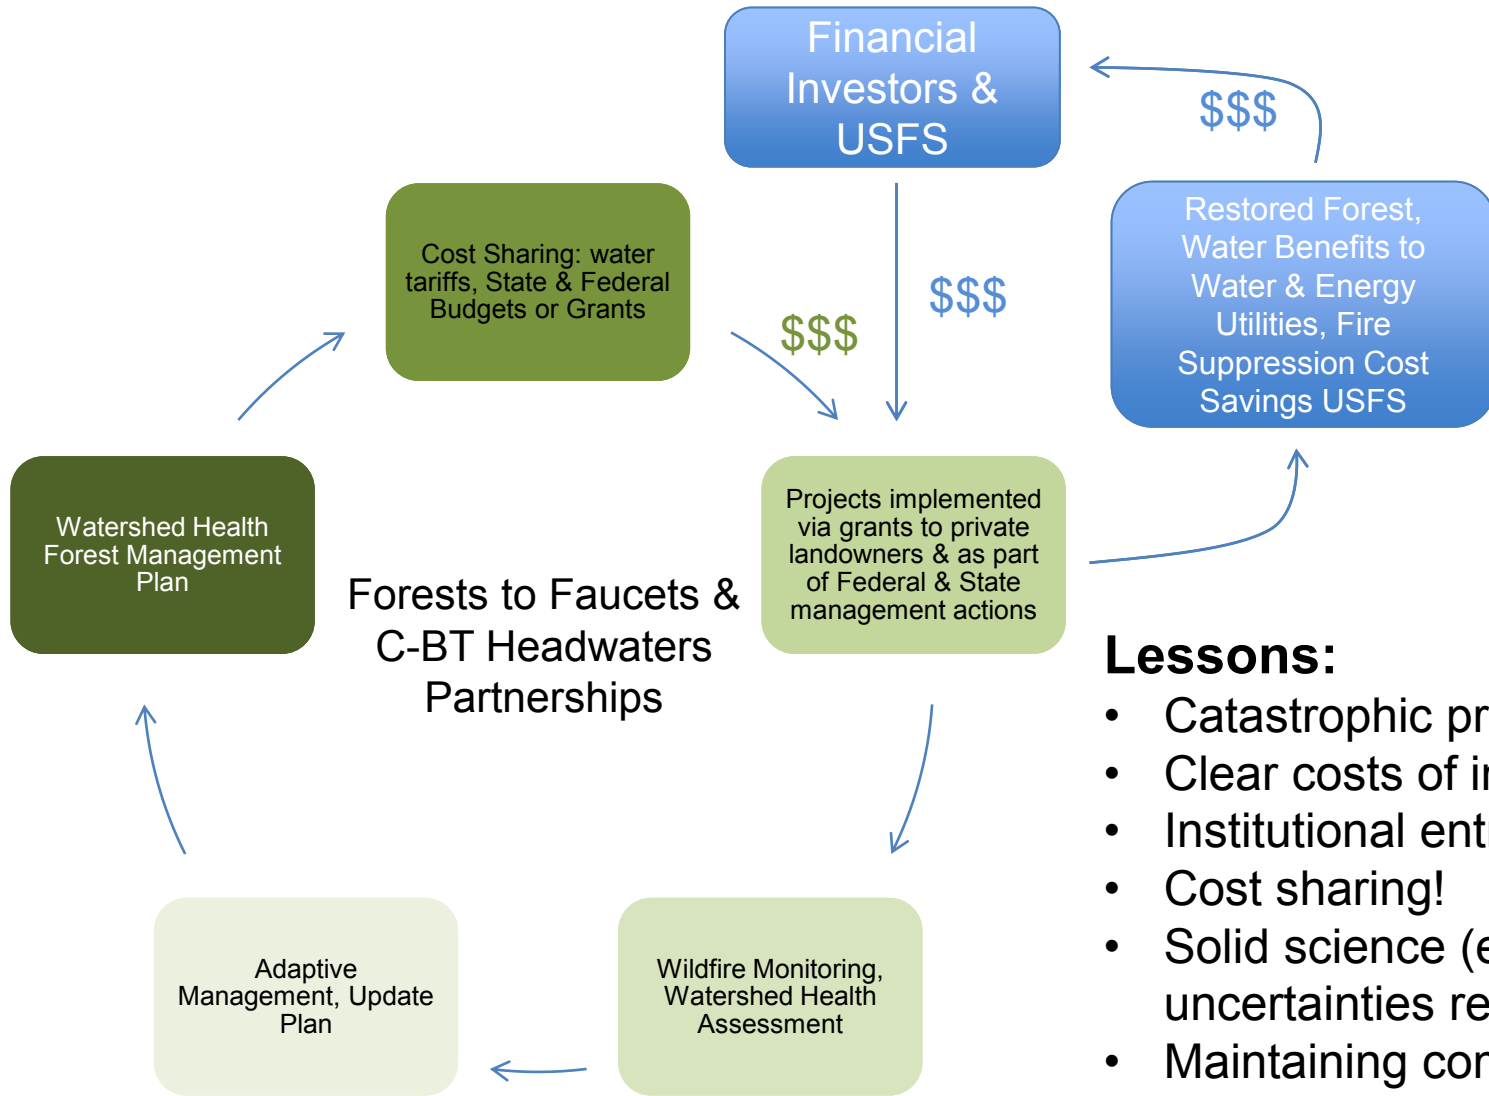 Financial
Investors &
USFS
$$$
Cost Sharing: water
tariffs, State & Federal
Budgets or Grants
$$$
$$$
Restored Forest,
Water Benefits to
Water & Energy
Utilities, Fire
Suppression Cost
Savings USFS
Watershed Health
Forest Management
Plan
Forests to Faucets &
C-BT Headwaters
Partnerships
Projects implemented
via grants to private
landowners & as part
of Federal & State
management actions
Adaptive
Management, Update
Plan
Wildfire Monitoring,
Watershed Health
Assessment
Lessons:
• Catastrophic
• Clear costs of
• Institutional
• Cost sharing!
• Solid science
uncertainties
• Maintaining